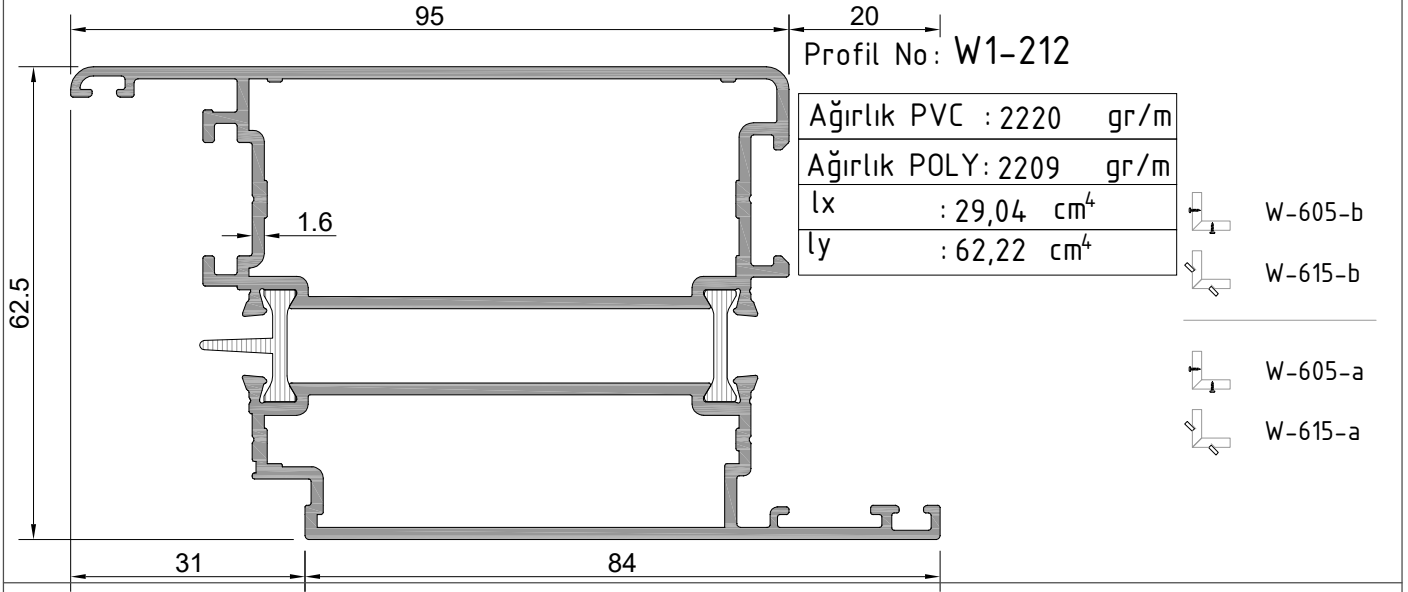 95
20
Profil No: W1-212
Ağırlık PVC : 2220 gr/m
Ağırlık POLY: 2209 gr/m
Ix : 29,04 cm⁴
Iy : 62,22 cm⁴
1.6
62.5
W-605-b
W-615-b
W-605-a
W-615-a
31
84